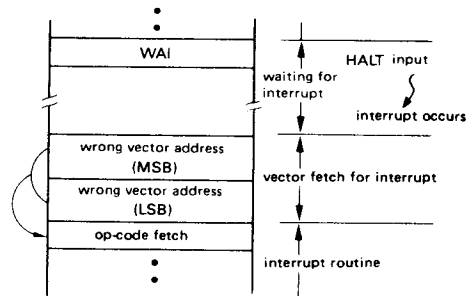 WAI
waiting for
interrupt
HALT input
interrupt occurs
wrong vector address
(MSB)
wrong vector address
(LSB)
vector fetch for interrupt
op-code fetch
interrupt routine